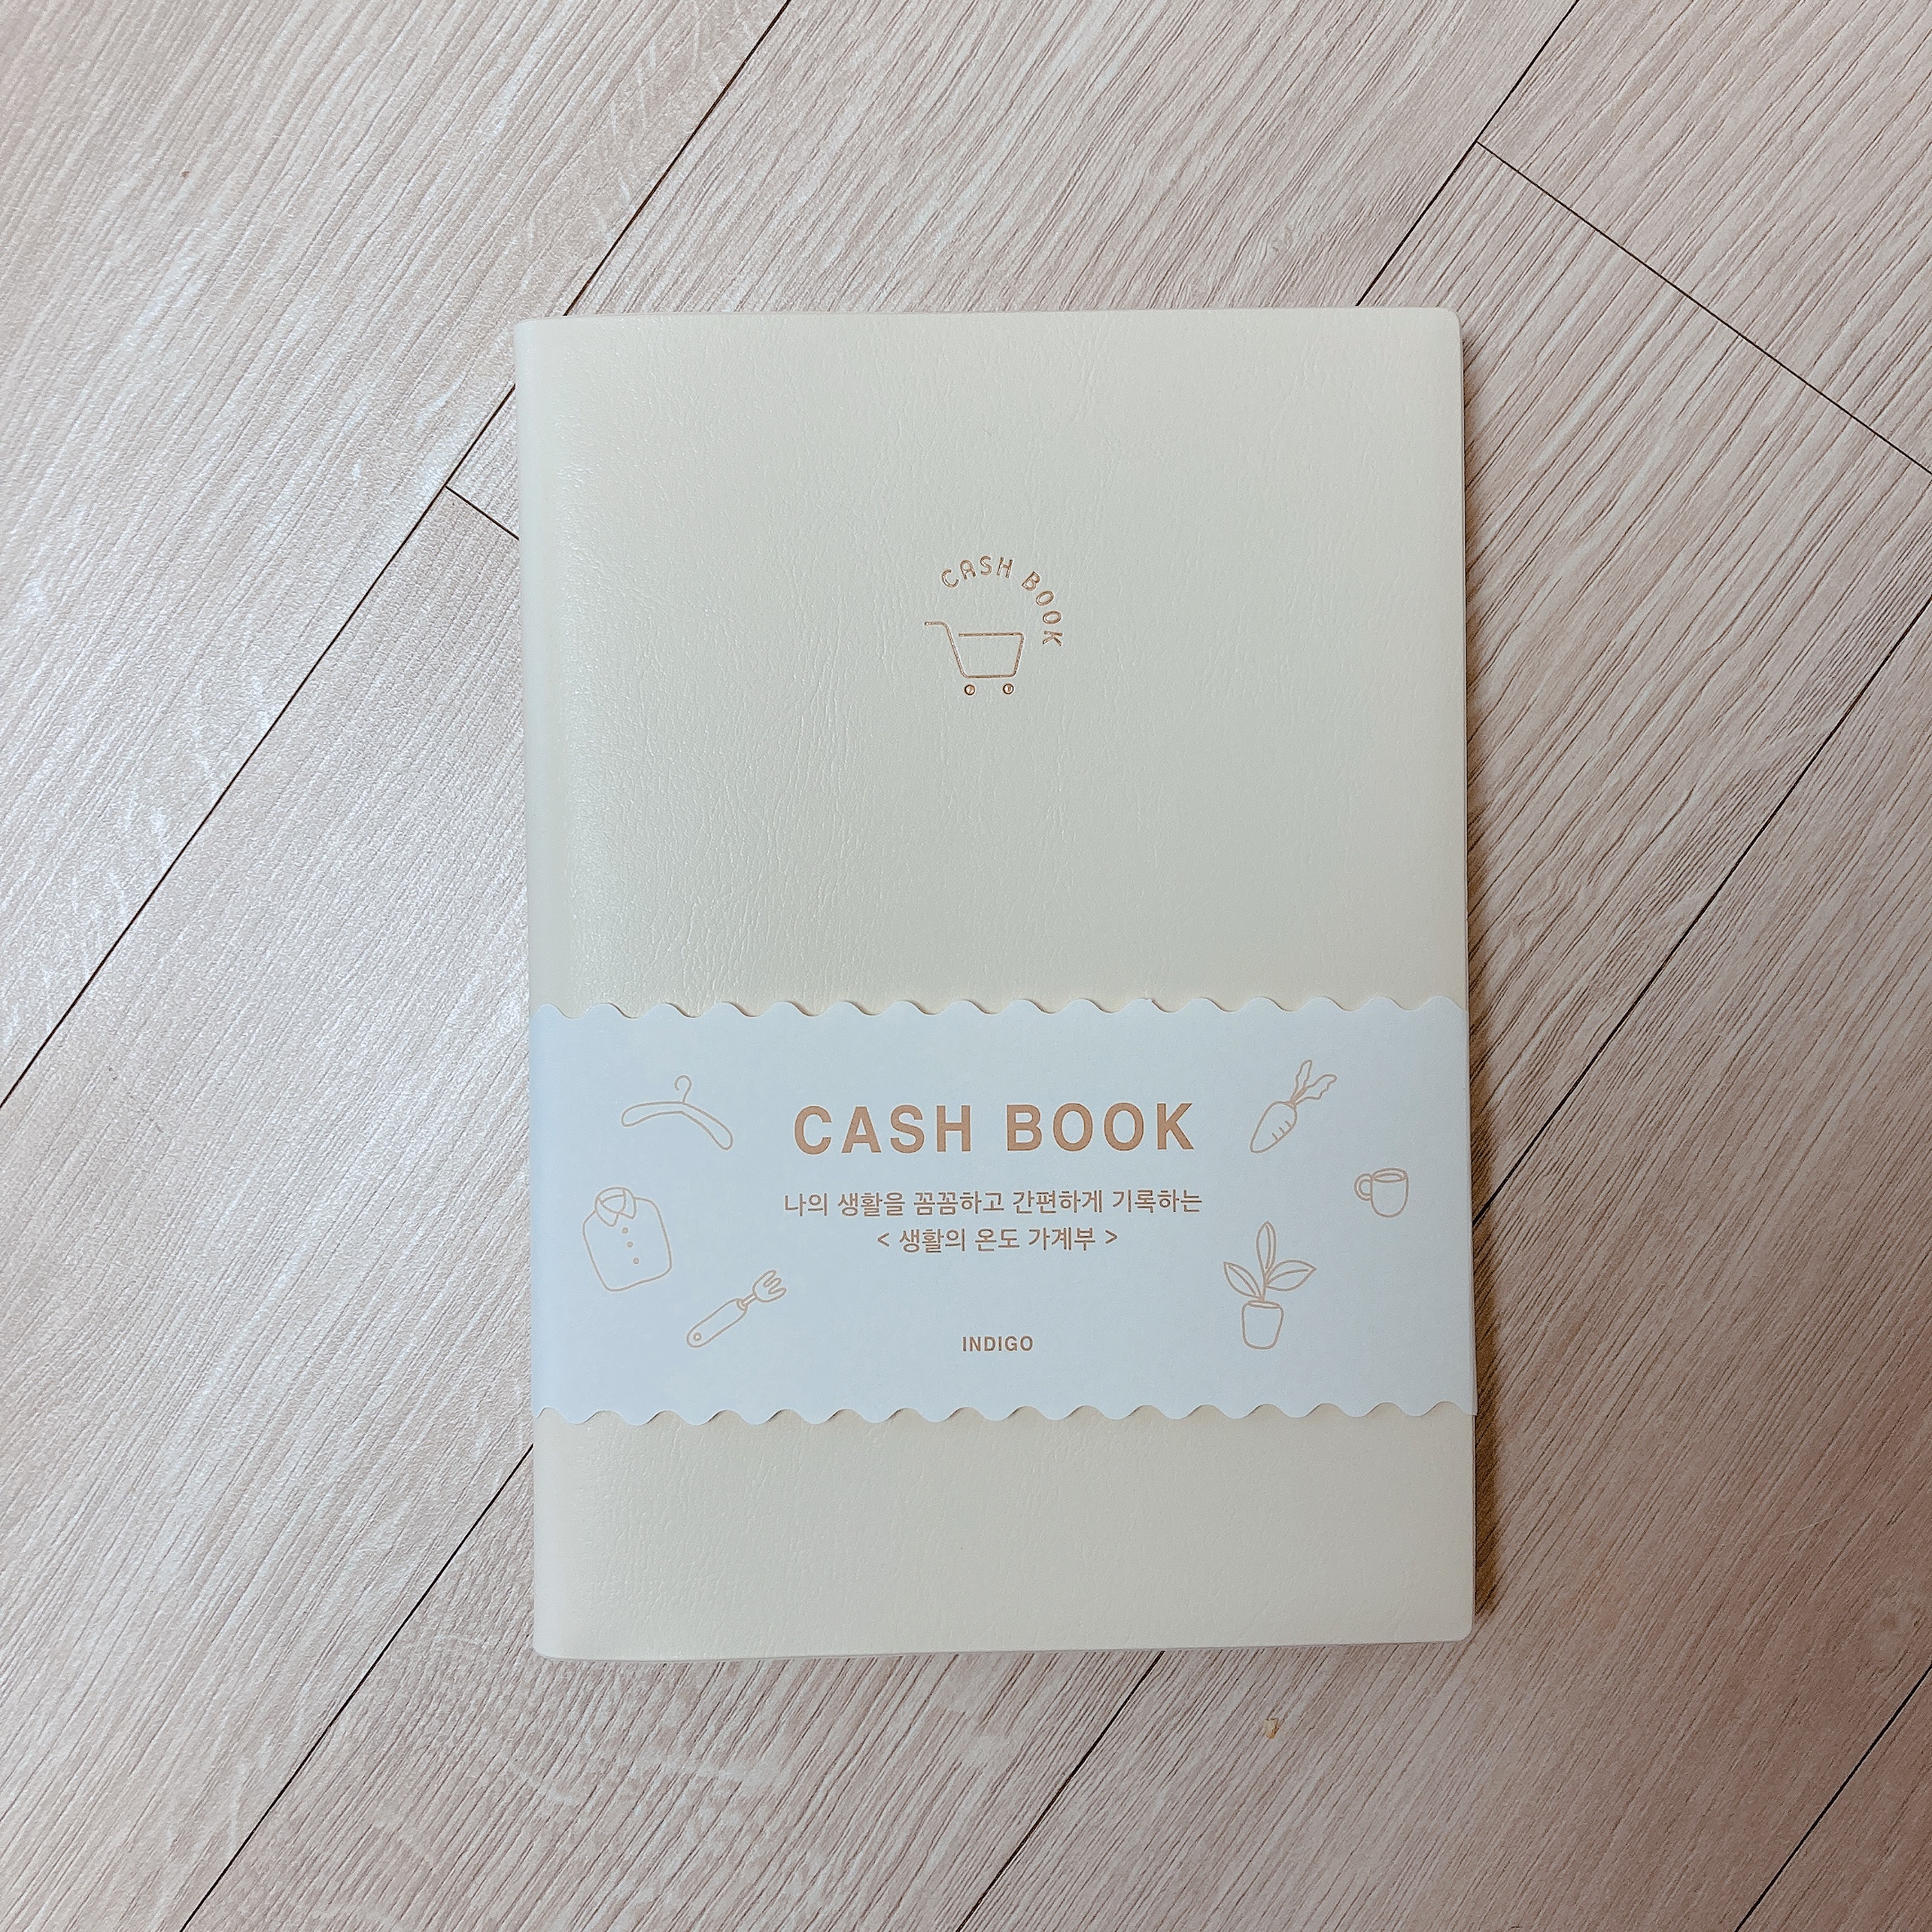 CASH BOOK
CASH BOOK
나의 생활을 꼼꼼하고 간편하게 기록하는
< 생활의 온도 가계부 >
INDIGO